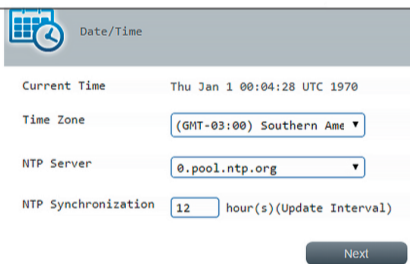 Date/Time
Current Time Thu Jan 1 00:04:28 UTC 1970
Time Zone (GMT-03:00) Southern Ame
NTP Server 0.pool.ntp.org
NTP Synchronization 12 hour(s)(Update Interval)
Next